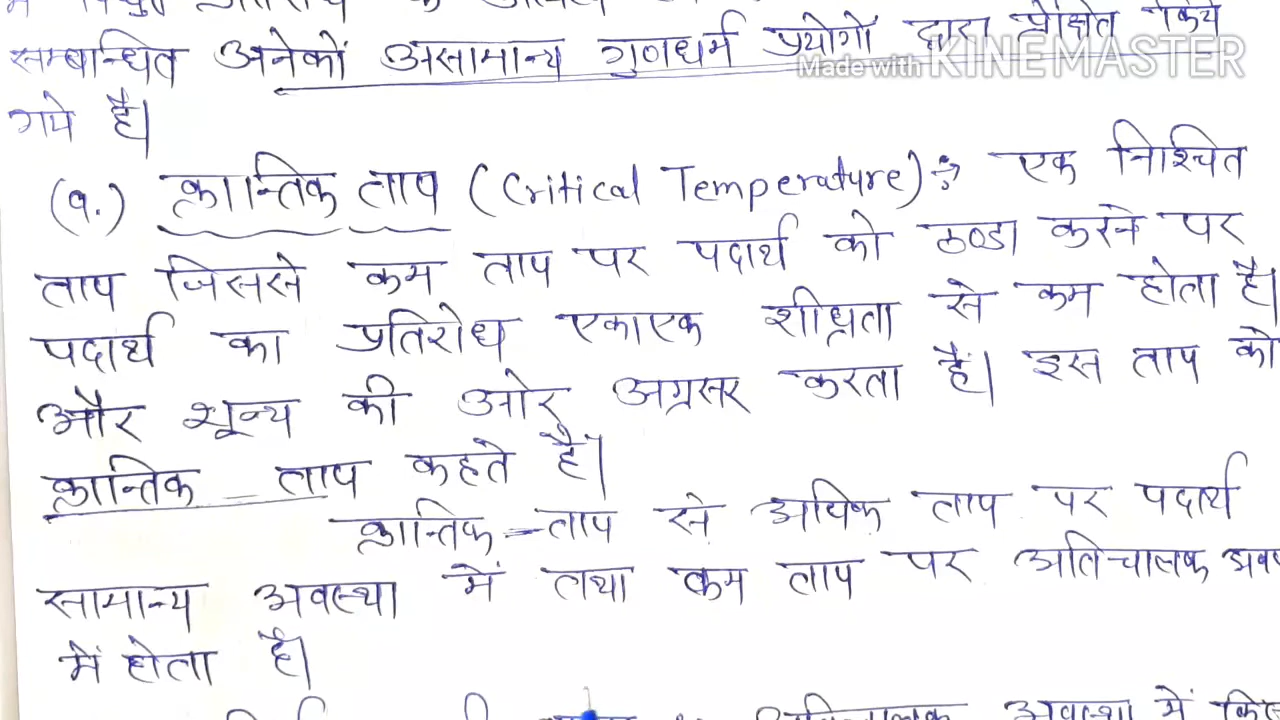 सम्बान्धित अनेकों असामान्य गुणधर्म प्रयोगों द्वारा
Made with KINEMASTER
गये है।
(१.) क्रान्तिक ताप (Critical Temperature) :→ एक निश्चित
ताप जिससे कम ताप पर पदार्थ को ठण्डा करने पर
पदार्थ का प्रतिरोध एकाएक शीघ्रता से कम होता है।
और शून्य की ओर अग्रसर करता है। इस ताप को
क्रान्तिक - ताप कहते हैं।
क्रान्तिक - ताप से अधिक ताप पर पदार्थ
सामान्य अवस्था में तथा कम ताप पर अतिचालक
में होता है।
अवस्था में